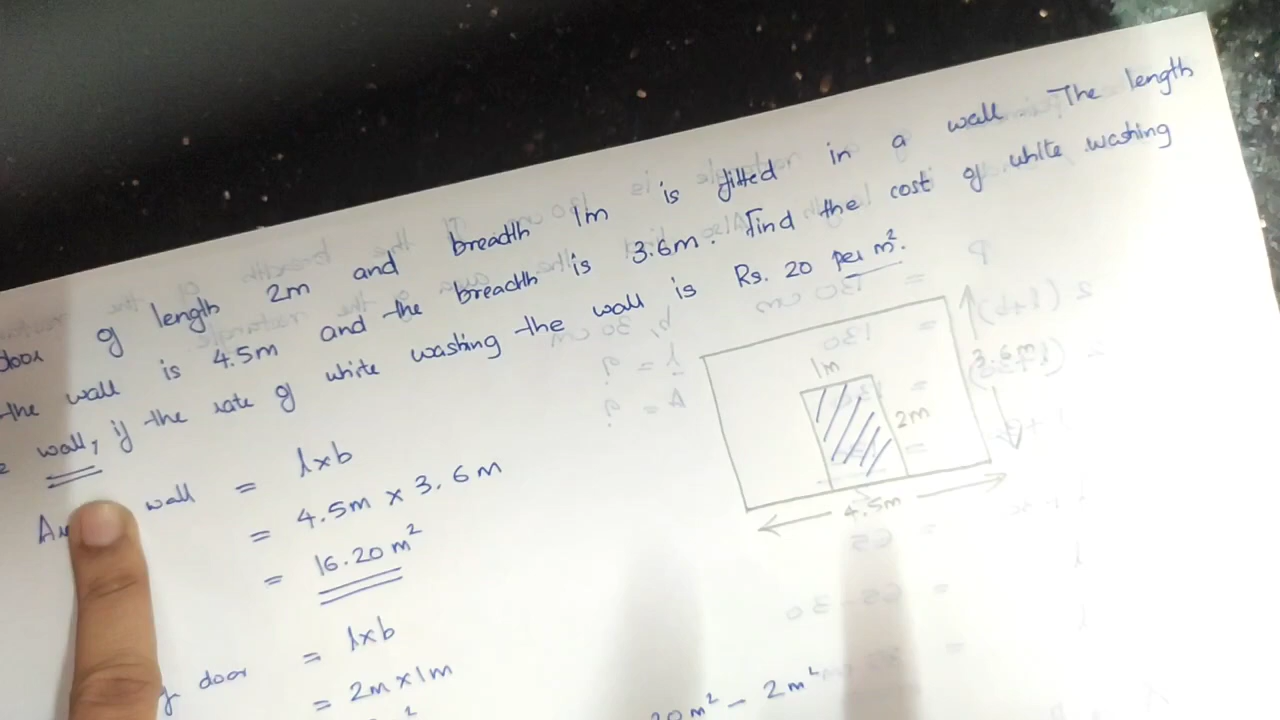 door of length 2m and breadth 1m is fitted in a wall The length
the wall is 4.5m and the breadth is 3.6m. Find the cost of white washing
wall, if the rate of white washing the wall is Rs. 20 per m².
1m
2m
3.6m
4.5m
wall = l×b
= 4.5m × 3.6m
= 16.20 m²
door = l×b
= 2m × 1m
m² - 2m²